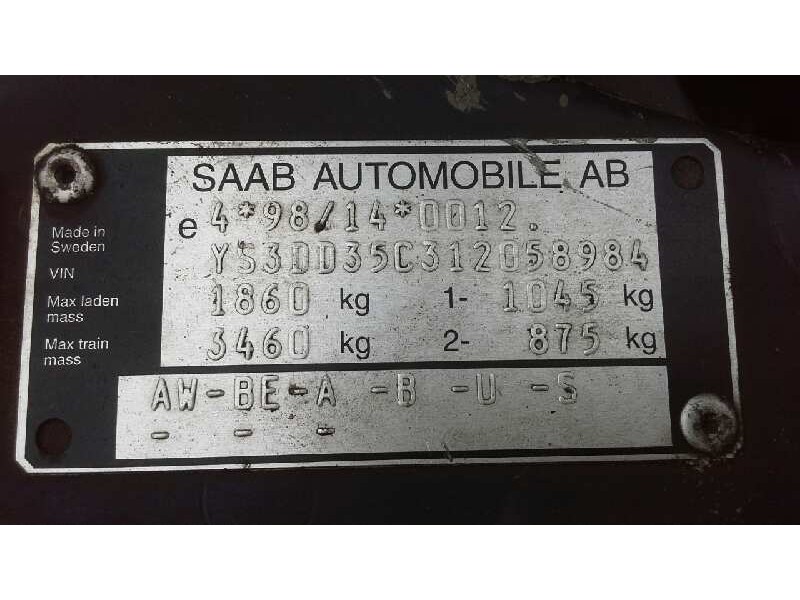 SAAB AUTOMOBILE AB
e 4*98/14*0012.
Made in
Sweden
VIN YS3DD35C312058984
Max laden
mass 1860 kg 1- 1045 kg
Max train
mass 3460 kg 2- 875 kg
AW-BE-A -B -U -S
- - -